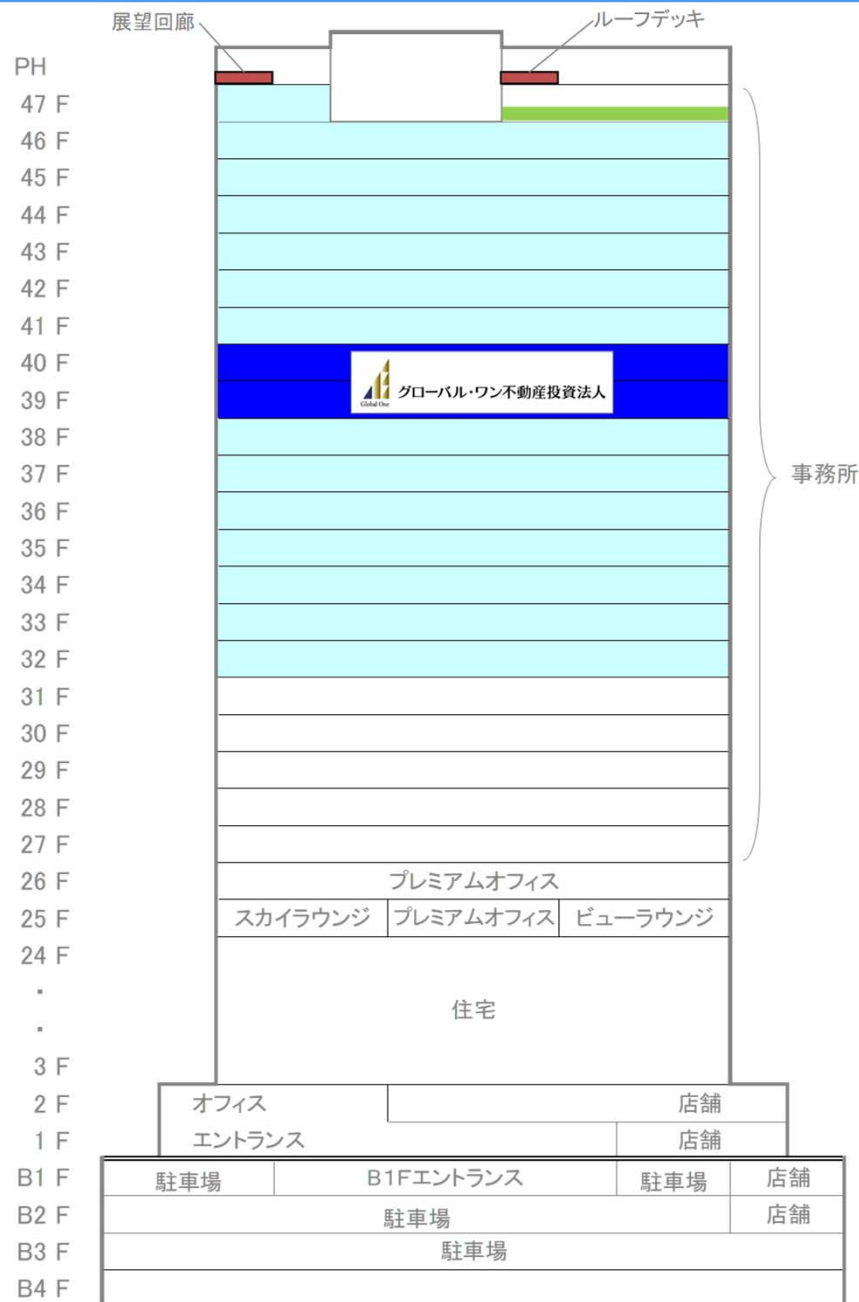 展望回廊 ルーフデッキ
PH
47 F
46 F
45 F
44 F
43 F
42 F
41 F
40 F
Global One グローバル・ワン不動産投資法人
39 F
38 F
37 F
事務所
36 F
35 F
34 F
33 F
32 F
31 F
30 F
29 F
28 F
27 F
26 F プレミアムオフィス
25 F スカイラウンジ プレミアムオフィス ビューラウンジ
24 F
・
住宅
・
3 F
2 F オフィス 店舗
1 F エントランス 店舗
B1 F 駐車場 B1Fエントランス 駐車場 店舗
B2 F 駐車場 店舗
B3 F 駐車場
B4 F